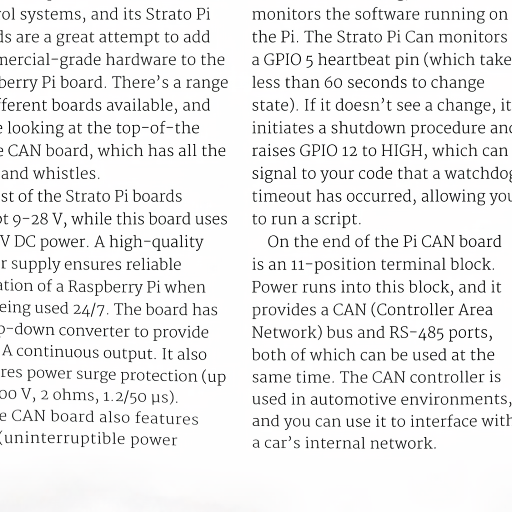 ol systems, and its Strato Pi
ds are a great attempt to add
mercial-grade hardware to the
berry Pi board. There's a range
fferent boards available, and
e looking at the top-of-the
e CAN board, which has all the
and whistles.
st of the Strato Pi boards
pt 9-28 V, while this board uses
V DC power. A high-quality
r supply ensures reliable
ation of a Raspberry Pi when
eing used 24/7. The board has
p-down converter to provide
A continuous output. It also
res power surge protection (up
00 V, 2 ohms, 1.2/50 µs).
e CAN board also features
(uninterruptible power
monitors the software running on
the Pi. The Strato Pi Can monitors
a GPIO 5 heartbeat pin (which take
less than 60 seconds to change
state). If it doesn't see a change, it
initiates a shutdown procedure and
raises GPIO 12 to HIGH, which can
signal to your code that a watchdog
timeout has occurred, allowing you
to run a script.
On the end of the Pi CAN board
is an 11-position terminal block.
Power runs into this block, and it
provides a CAN (Controller Area
Network) bus and RS-485 ports,
both of which can be used at the
same time. The CAN controller is
used in automotive environments,
and you can use it to interface with
a car's internal network.